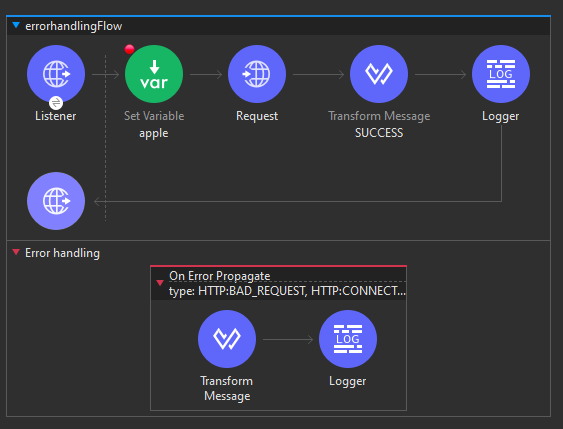 errorhandlingFlow
var
LOG
Listener
Set Variable
Request
Transform Message
Logger
apple
SUCCESS
Error handling
On Error Propagate
type: HTTP:BAD_REQUEST, HTTP:CONNECT...
LOG
Transform
Message
Logger